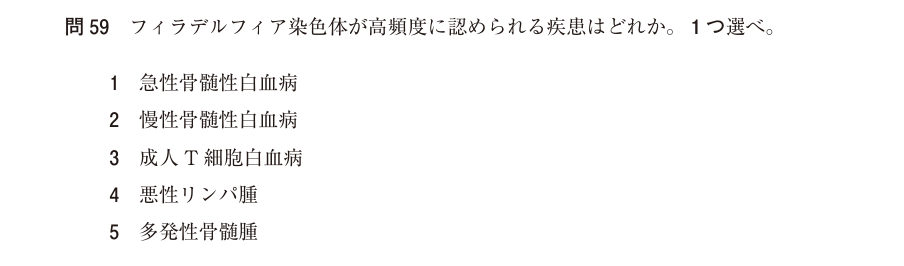 問 59　フィラデルフィア染色体が高頻度に認められる疾患はどれか。1 つ選べ。
1　急性骨髄性白血病
2　慢性骨髄性白血病
3　成人 T 細胞白血病
4　悪性リンパ腫
5　多発性骨髄腫